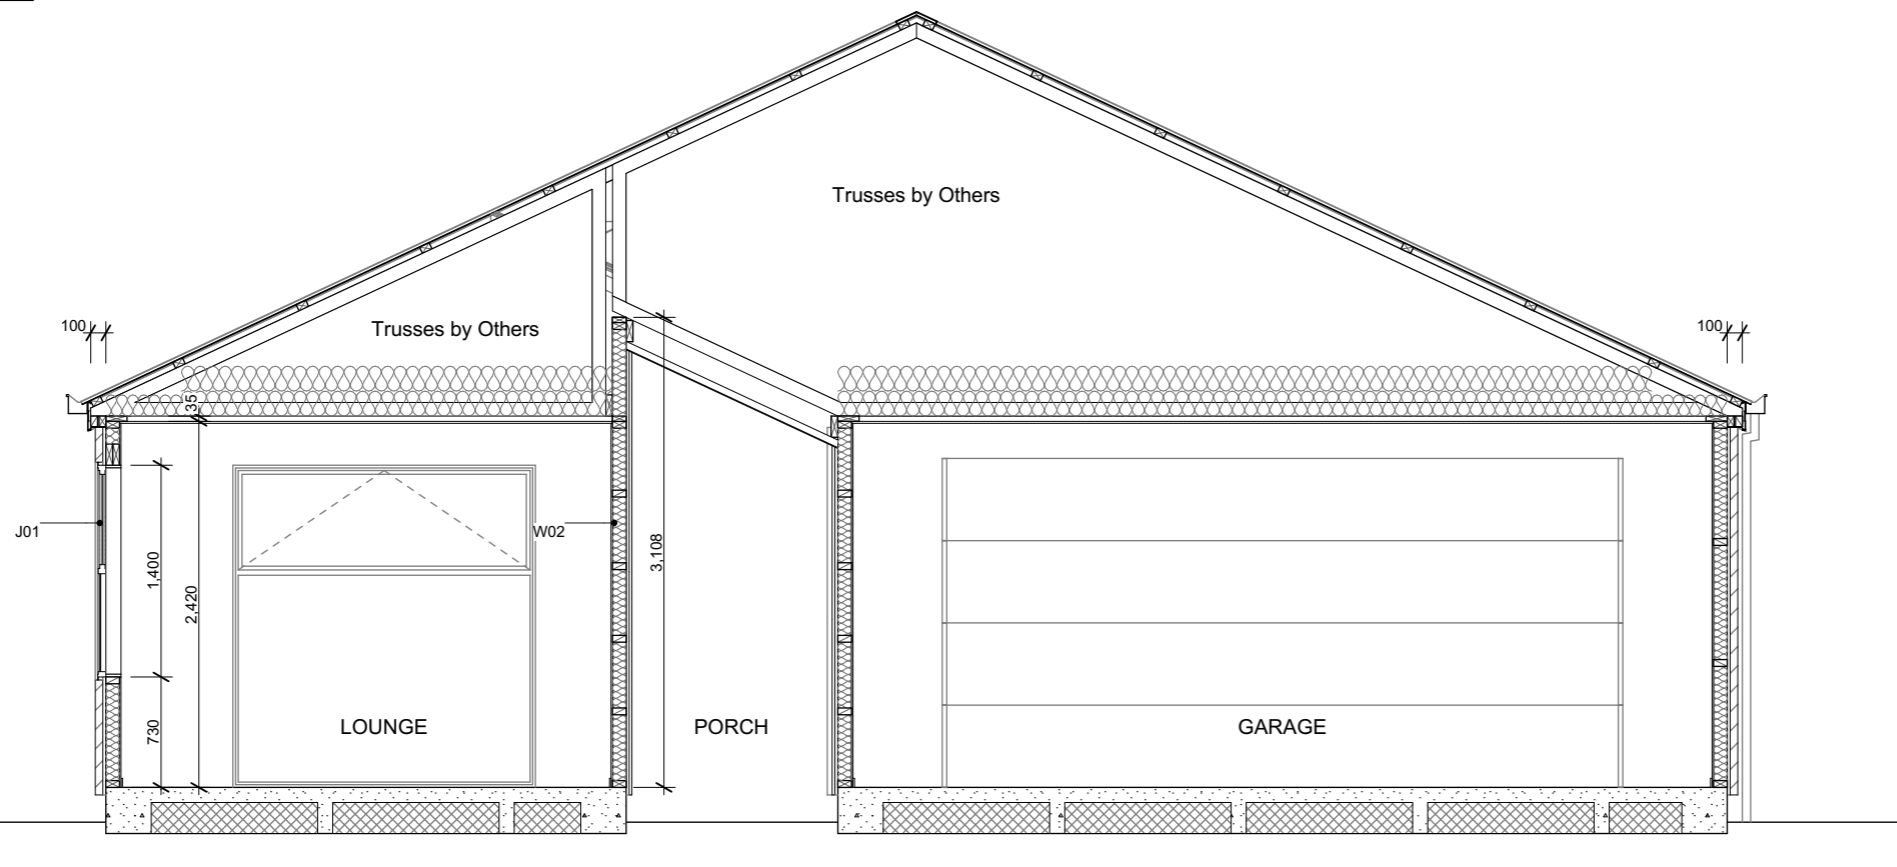 Trusses by Others
Trusses by Others
100
100
35
J01
W02
1,400
2,420
3,108
730
LOUNGE
PORCH
GARAGE